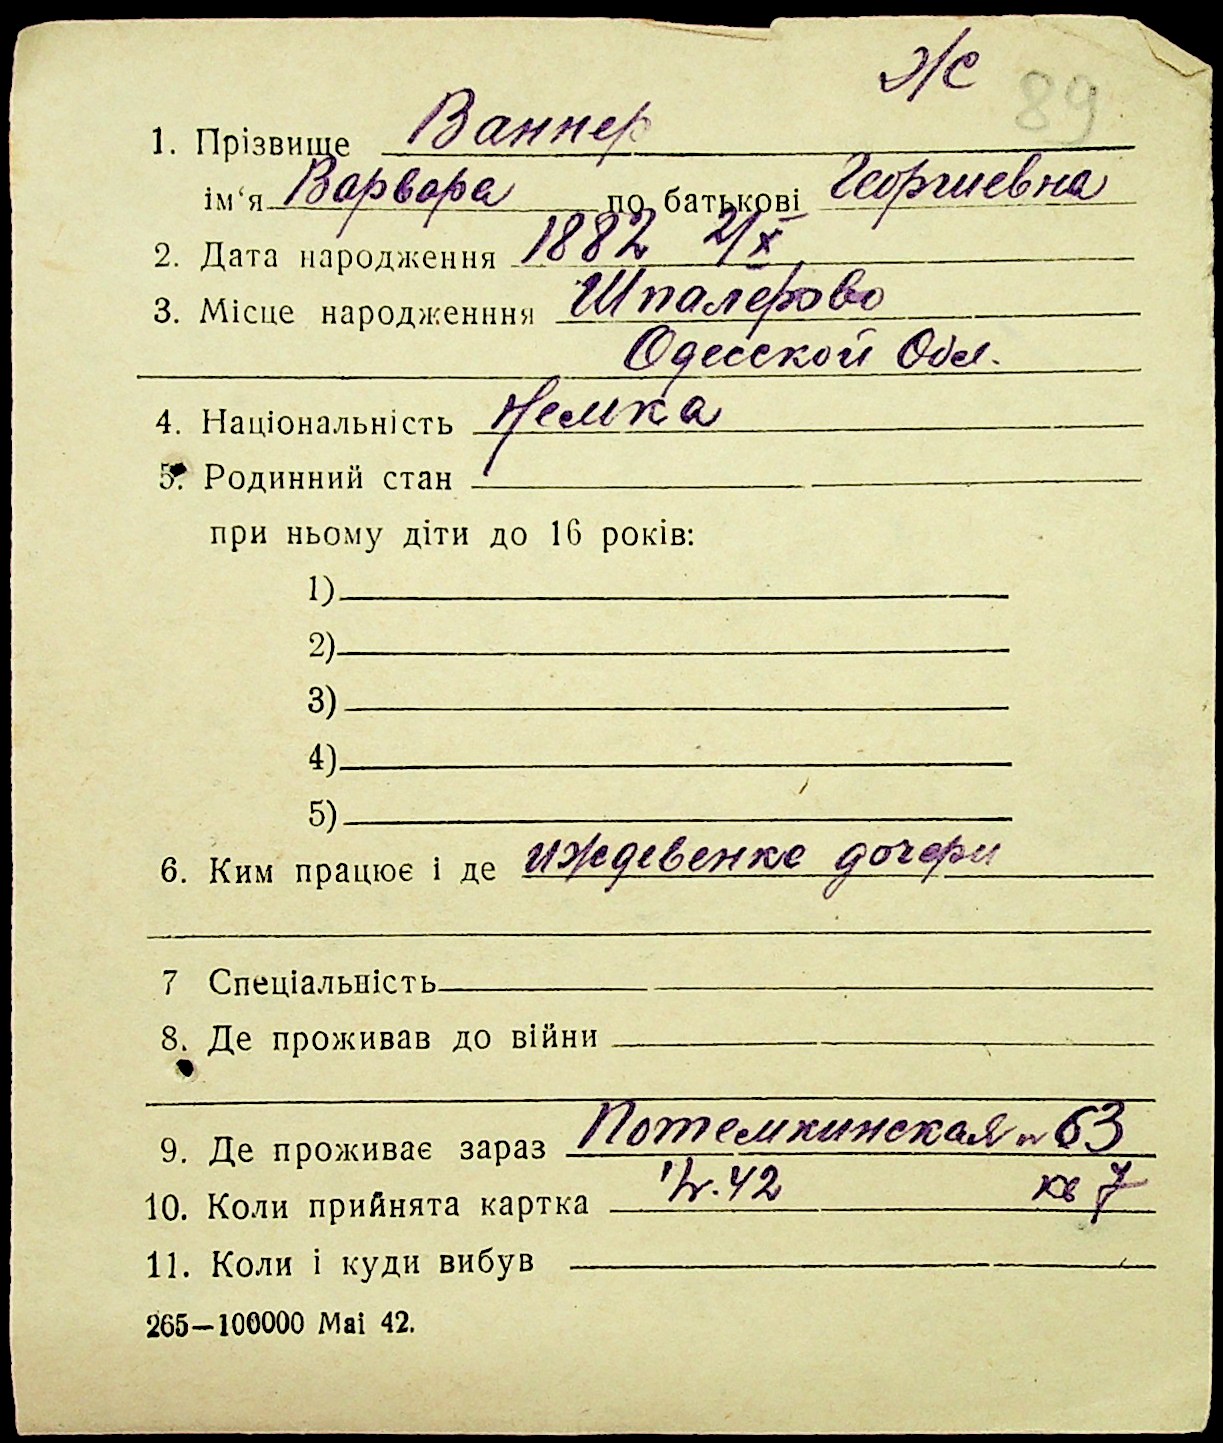 ж
89
1. Прізвище Ваннер
ім'я Варвара по батькові Георгиевна
2. Дата народження 1882 2/X
3. Місце народженння Шпалерово
Одесской Обл.
4. Національність Немка
5. Родинний стан
при ньому діти до 16 років:
1)
2)
3)
4)
5)
6. Ким працює і де иждевенке дочери
7 Спеціальність
8. Де проживав до війни
9. Де проживає зараз Потемкинская № 63
10. Коли прийнята картка 42 кв 7
11. Коли і куди вибув
265—100000 Mai 42.